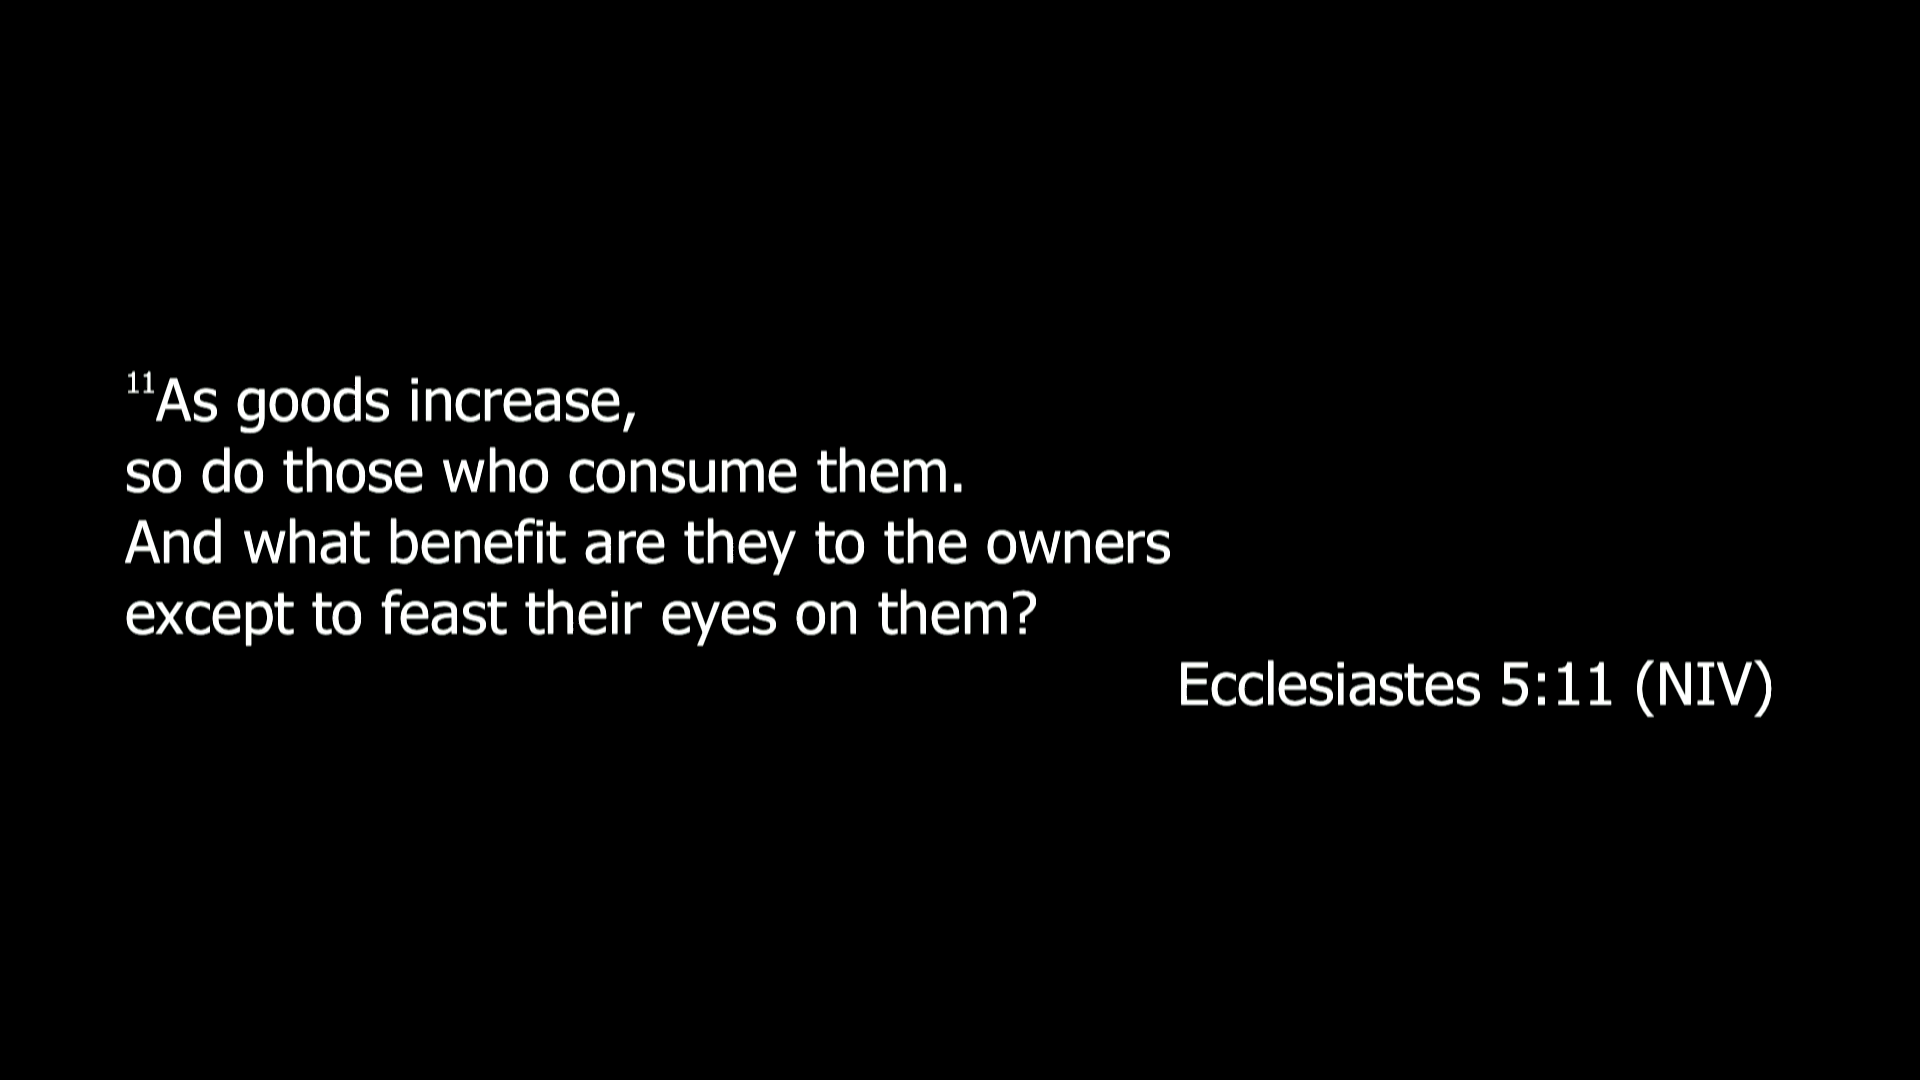 11As goods increase,
so do those who consume them.
And what benefit are they to the owners
except to feast their eyes on them?
Ecclesiastes 5:11 (NIV)